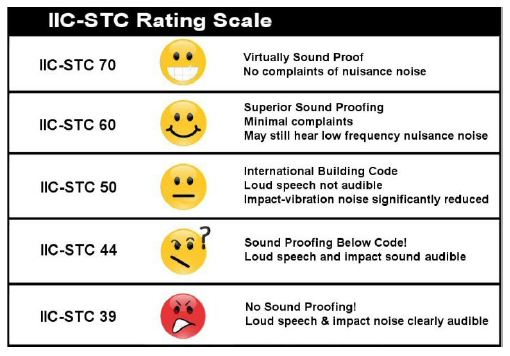 IIC-STC Rating Scale
IIC-STC 70
Virtually Sound Proof
No complaints of nuisance noise
IIC-STC 60
Superior Sound Proofing
Minimal complaints
May still hear low frequency nuisance noise
IIC-STC 50
International Building Code
Loud speech not audible
Impact-vibration noise significantly reduced
IIC-STC 44
?
Sound Proofing Below Code!
Loud speech and impact sound audible
IIC-STC 39
No Sound Proofing!
Loud speech & impact noise clearly audible